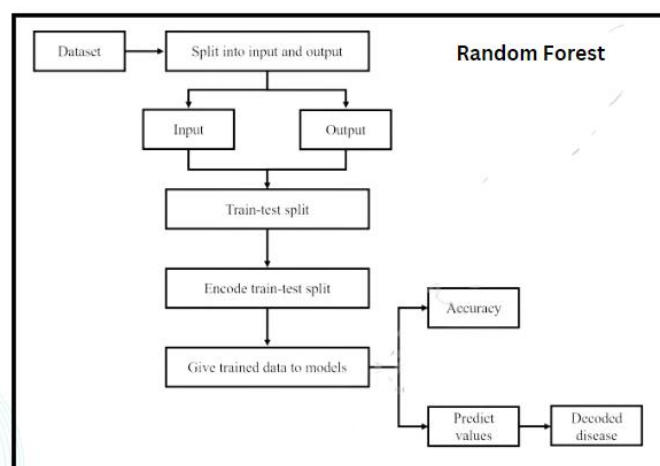 Random Forest
Dataset
Split into input and output
Input
Output
Train-test split
Encode train-test split
Give trained data to models
Accuracy
Predict
values
Decoded
disease